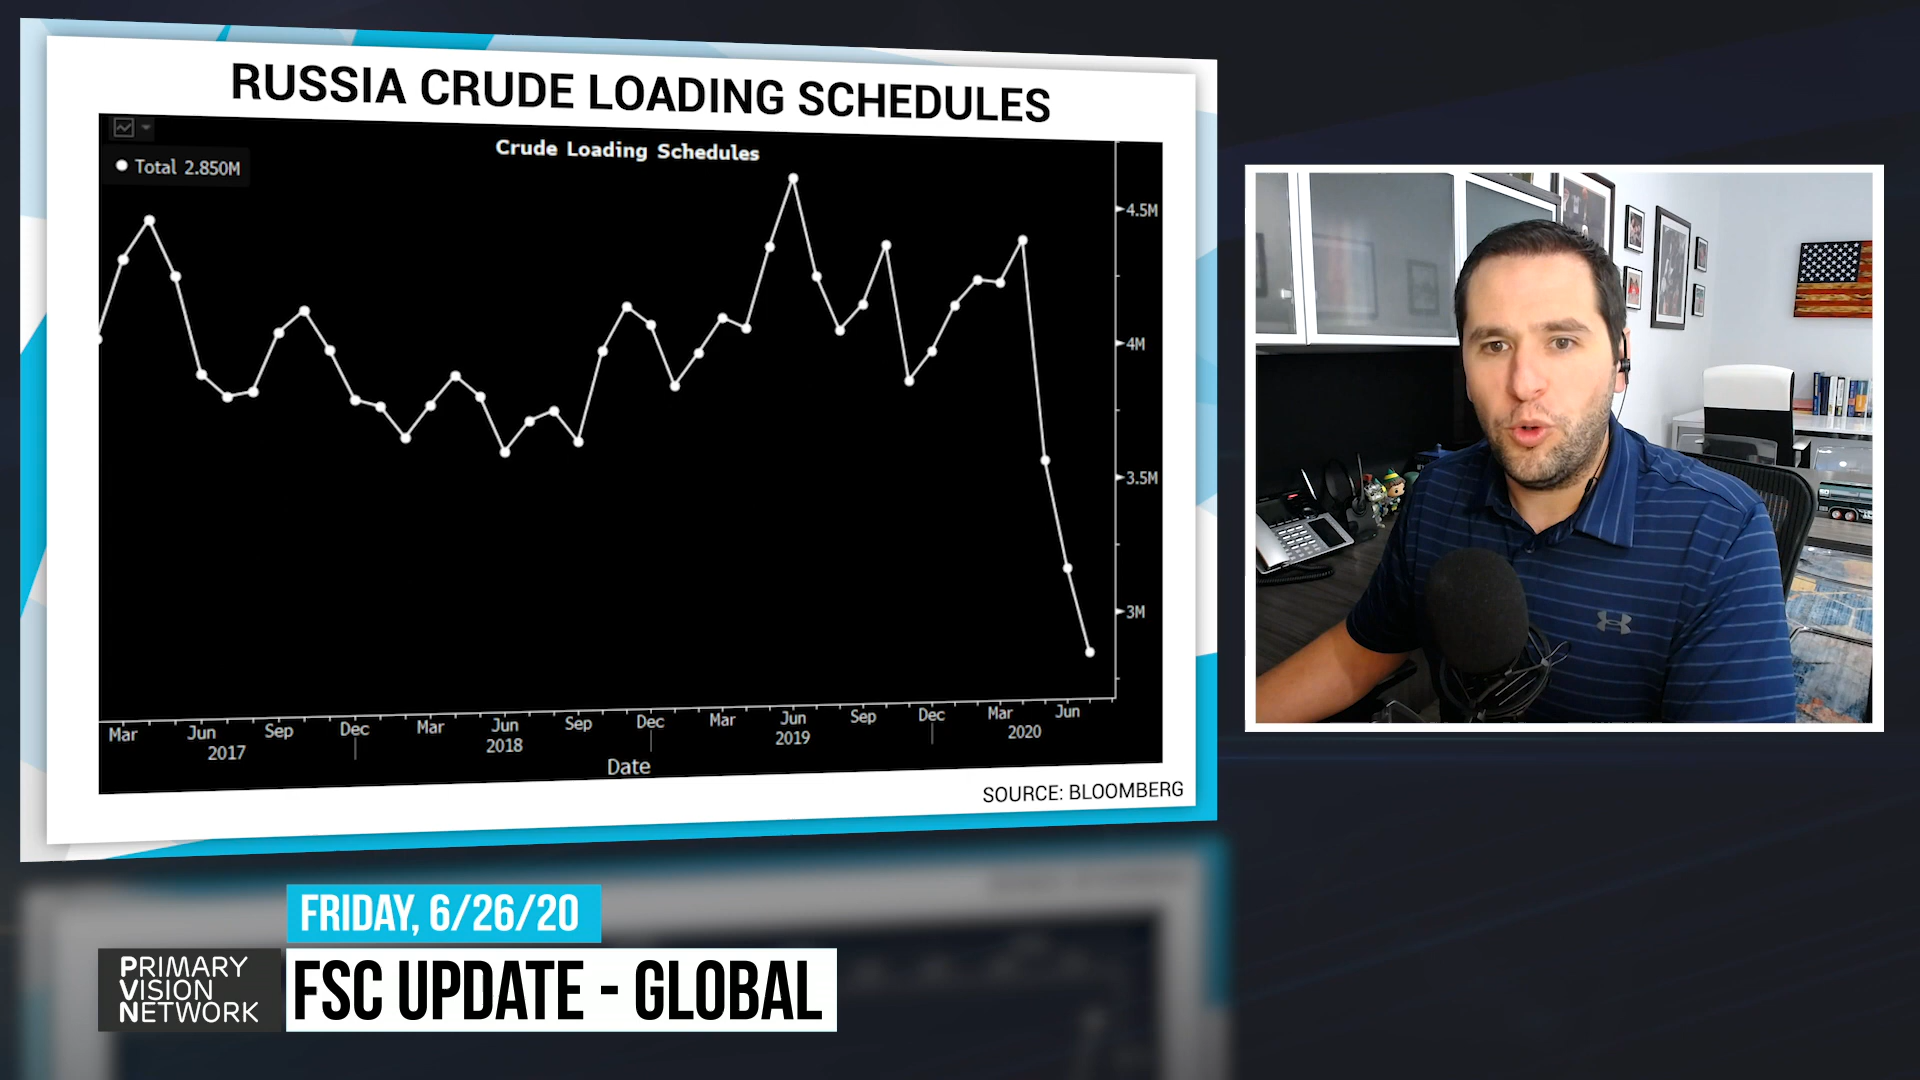 RUSSIA CRUDE LOADING SCHEDULES
Crude Loading Schedules
Total 2.850M
4.5M
4M
3.5M
3M
Mar Jun Sep Dec Mar Jun Sep Dec Mar Jun Sep Dec Mar Jun
2017 2018 2019 2020
Date
SOURCE: BLOOMBERG
FRIDAY, 6/26/20
PRIMARY
VISION
NETWORK
FSC UPDATE - GLOBAL